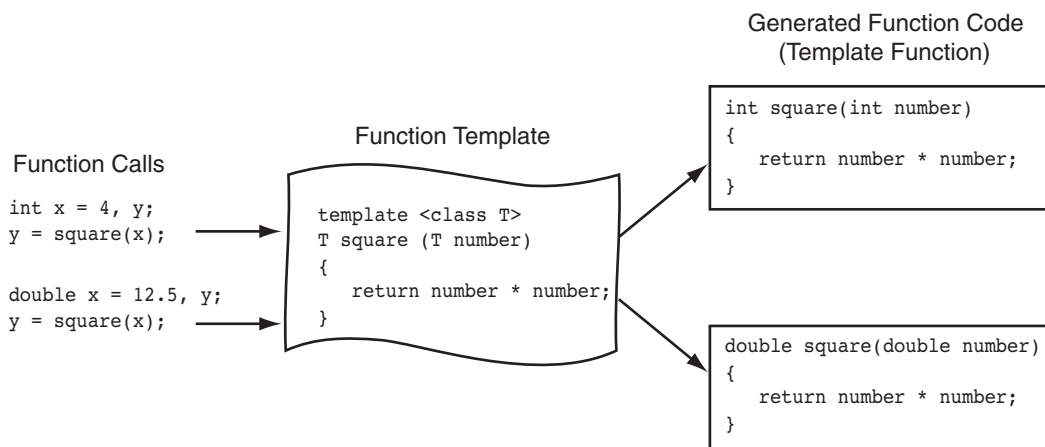 Function Calls
int x = 4, y;
y = square(x);
double x = 12.5, y;
y = square(x);
Function Template
template <class T>
T square (T number)
{
   return number * number;
}
Generated Function Code
(Template Function)
int square(int number)
{
   return number * number;
}
double square(double number)
{
   return number * number;
}